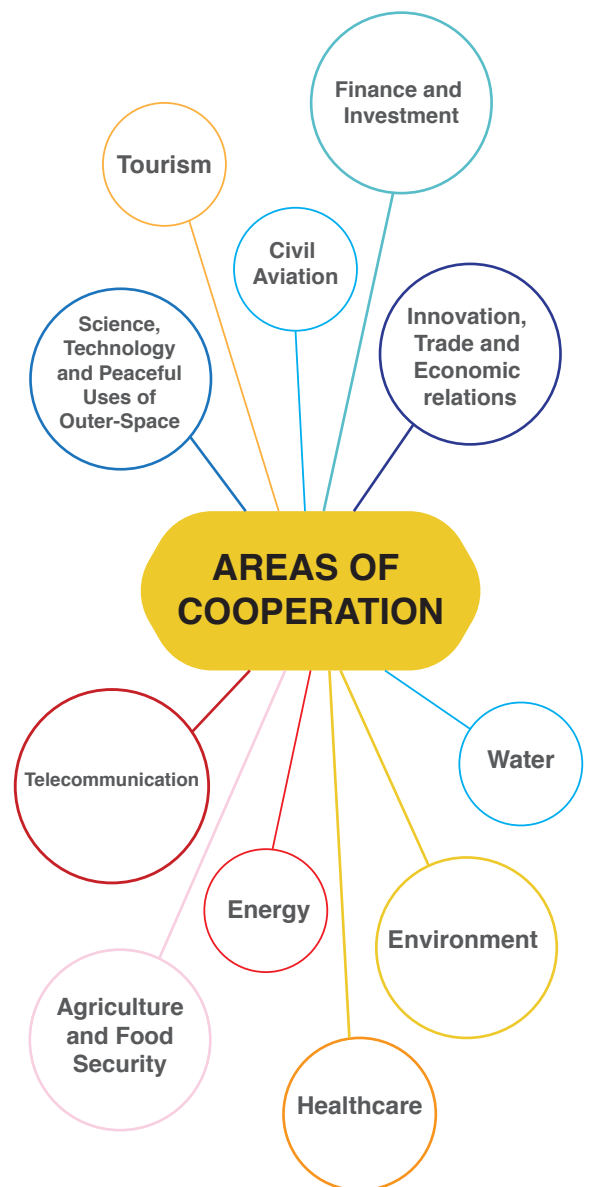 Finance and
Investment
Tourism
Civil
Aviation
Science,
Technology
and Peaceful
Uses of
Outer-Space
Innovation,
Trade and
Economic
relations
AREAS OF
COOPERATION
Telecommunication
Water
Energy
Environment
Agriculture
and Food
Security
Healthcare